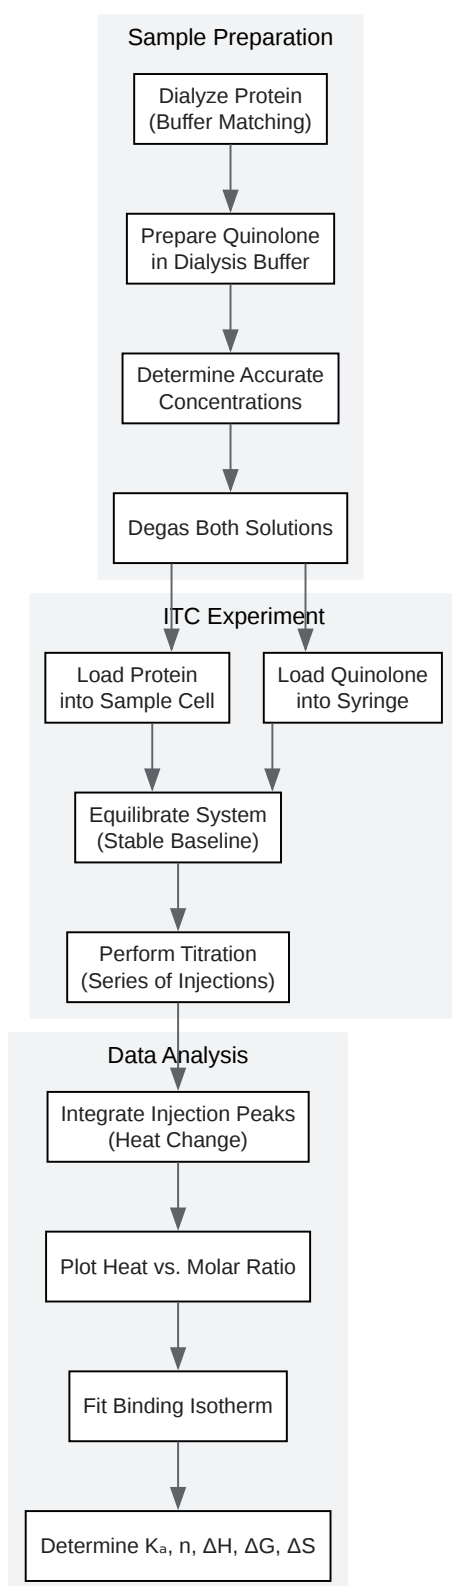 Sample Preparation
Dialyze Protein
(Buffer Matching)
Prepare Quinolone
in Dialysis Buffer
Determine Accurate
Concentrations
Degas Both Solutions
ITC Experiment
Load Protein
into Sample Cell
Load Quinolone
into Syringe
Equilibrate System
(Stable Baseline)
Perform Titration
(Series of Injections)
Data Analysis
Integrate Injection Peaks
(Heat Change)
Plot Heat vs. Molar Ratio
Fit Binding Isotherm
Determine Kₐ, n, ΔH, ΔG, ΔS